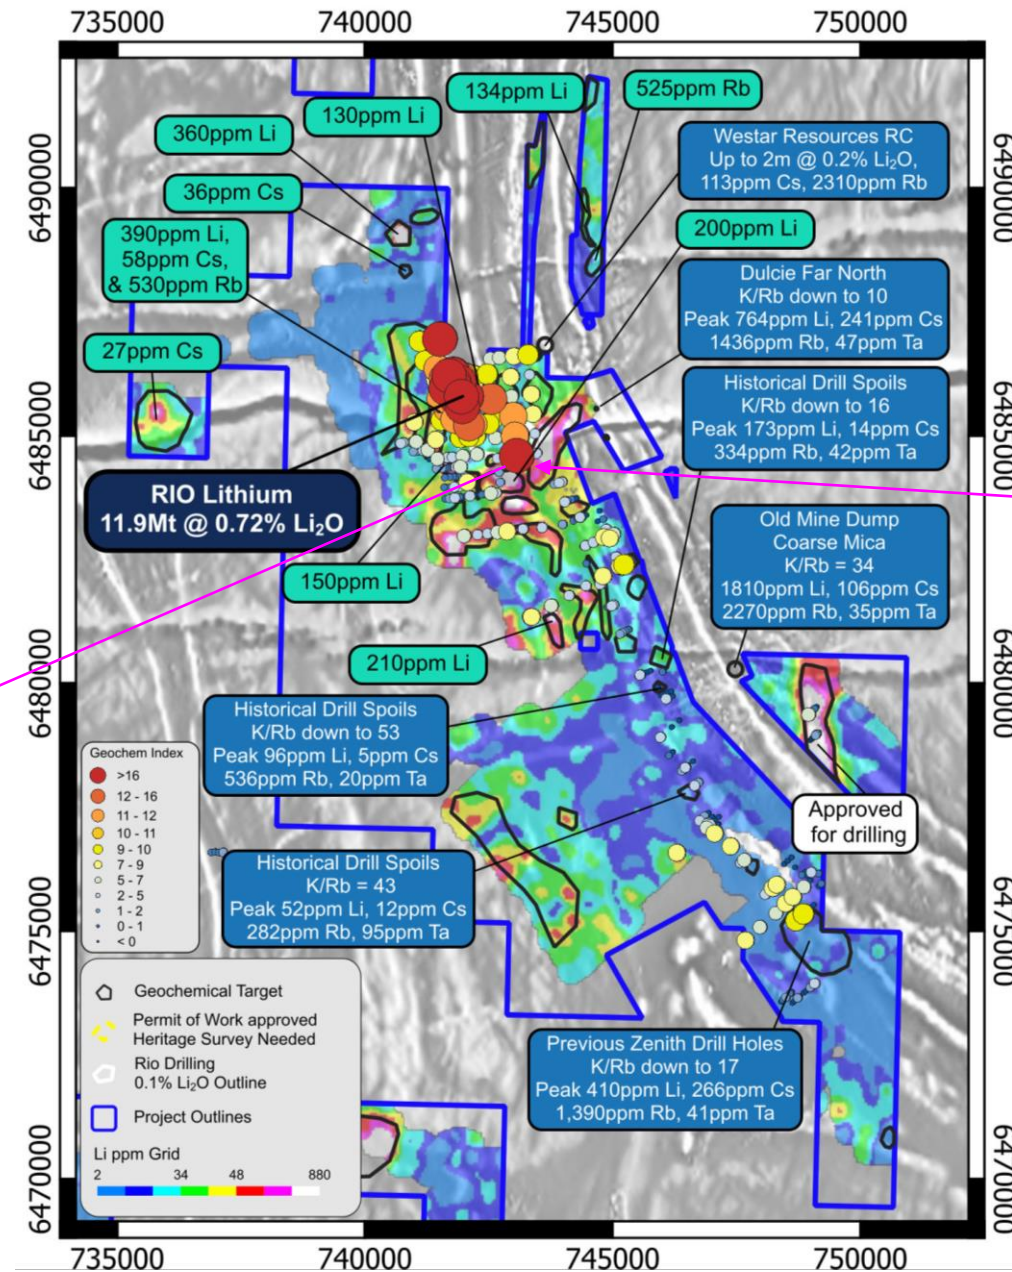 735000
740000
745000
750000
6490000
6485000
6480000
6475000
6470000
6490000
6485000
6480000
6475000
6470000
134ppm Li
525ppm Rb
130ppm Li
360ppm Li
Westar Resources RC
Up to 2m @ 0.2% Li₂O,
113ppm Cs, 2310ppm Rb
36ppm Cs
390ppm Li,
58ppm Cs,
& 530ppm Rb
200ppm Li
Dulcie Far North
K/Rb down to 10
Peak 764ppm Li, 241ppm Cs
1436ppm Rb, 47ppm Ta
27ppm Cs
Historical Drill Spoils
K/Rb down to 16
Peak 173ppm Li, 14ppm Cs
334ppm Rb, 42ppm Ta
RIO Lithium
11.9Mt @ 0.72% Li₂O
Old Mine Dump
Coarse Mica
K/Rb = 34
1810ppm Li, 106ppm Cs
2270ppm Rb, 35ppm Ta
150ppm Li
210ppm Li
Historical Drill Spoils
K/Rb down to 53
Peak 96ppm Li, 5ppm Cs
536ppm Rb, 20ppm Ta
Approved
for drilling
Historical Drill Spoils
K/Rb = 43
Peak 52ppm Li, 12ppm Cs
282ppm Rb, 95ppm Ta
Previous Zenith Drill Holes
K/Rb down to 17
Peak 410ppm Li, 266ppm Cs
1,390ppm Rb, 41ppm Ta
Geochem Index
>16
12 - 16
11 - 12
10 - 11
9 - 10
7 - 9
5 - 7
2 - 5
1 - 2
0 - 1
< 0
Geochemical Target
Permit of Work approved
Heritage Survey Needed
Rio Drilling
0.1% Li₂O Outline
Project Outlines
Li ppm Grid
2 34 48 880
735000
740000
745000
750000